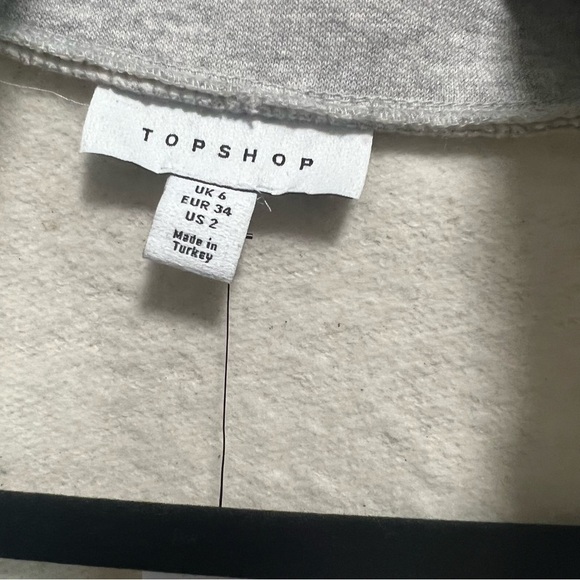 TOPSHOP
UK 6
EUR 34
US 2
Made in
Turkey